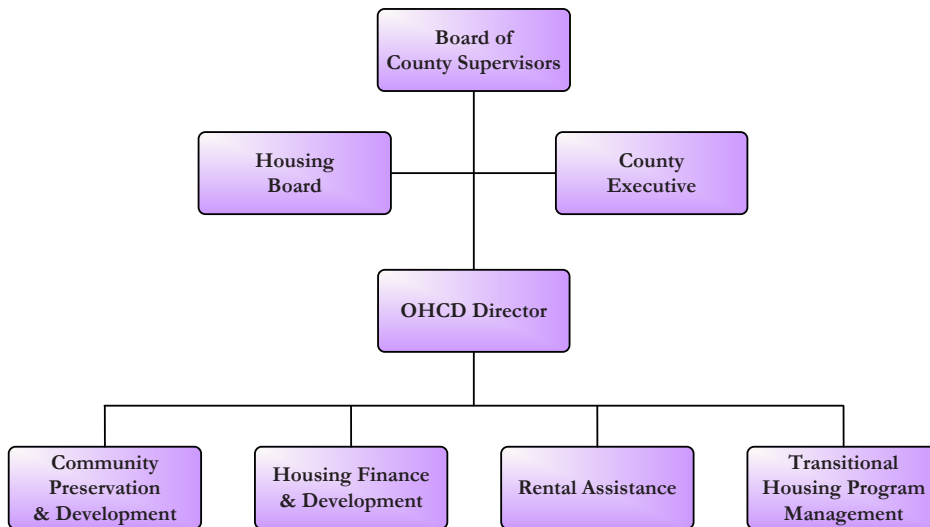 Board of
County Supervisors
Housing
Board
County
Executive
OHCD Director
Community
Preservation
& Development
Housing Finance
& Development
Rental Assistance
Transitional
Housing Program
Management